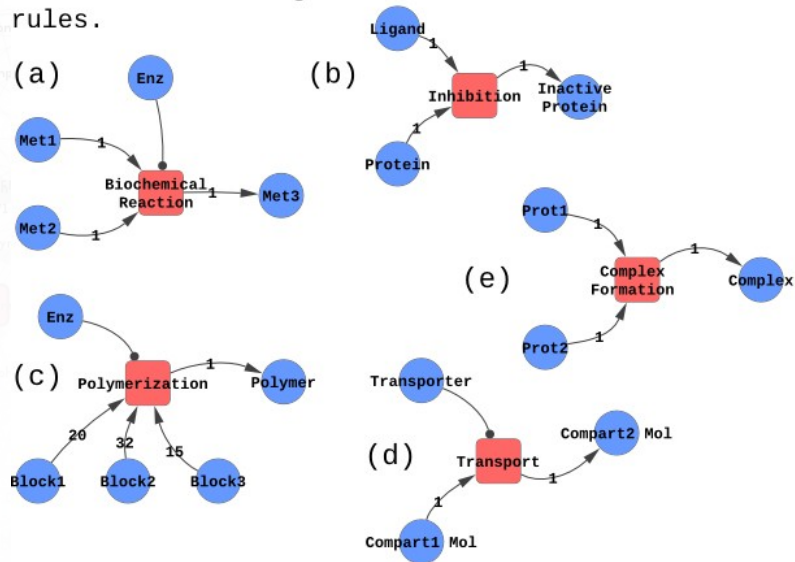 rules.
(a)
Enz
Met1
1
Biochemical
Reaction
1
Met3
Met2
1
(b)
Ligand
1
Inhibition
1
Inactive
Protein
1
Protein
(c)
Enz
Polymerization
1
Polymer
20
32
15
Block1
Block2
Block3
(e)
Prot1
1
Complex
Formation
1
Complex
Prot2
1
(d)
Transporter
Transport
1
Compart2 Mol
1
Compart1 Mol